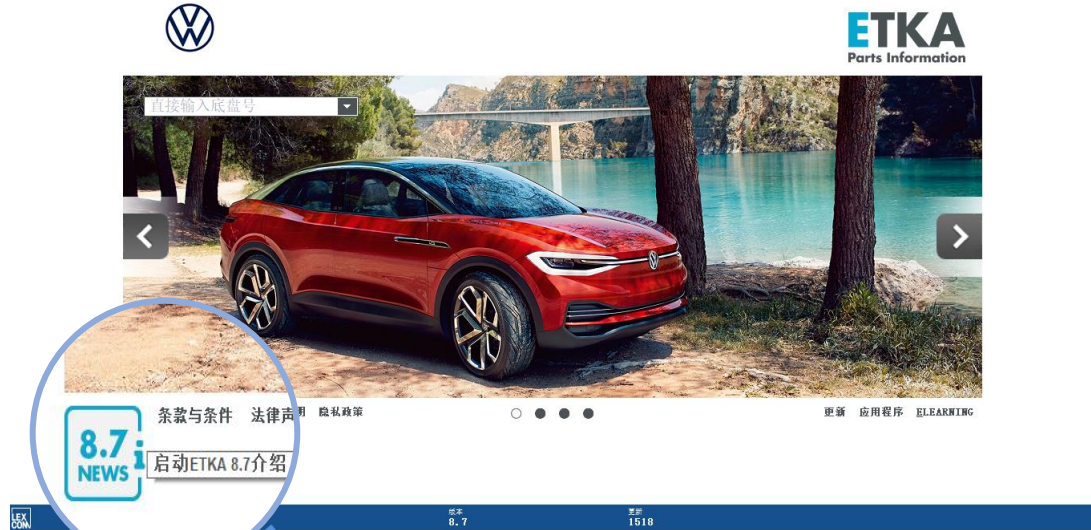 ETKA
Parts Information
直接输入底盘号
条款与条件 法律声明 隐私政策
更新 应用程序 ELEARNING
8.7
NEWS
启动ETKA 8.7介绍
LEX
COM
版本
8.7
更新
1518